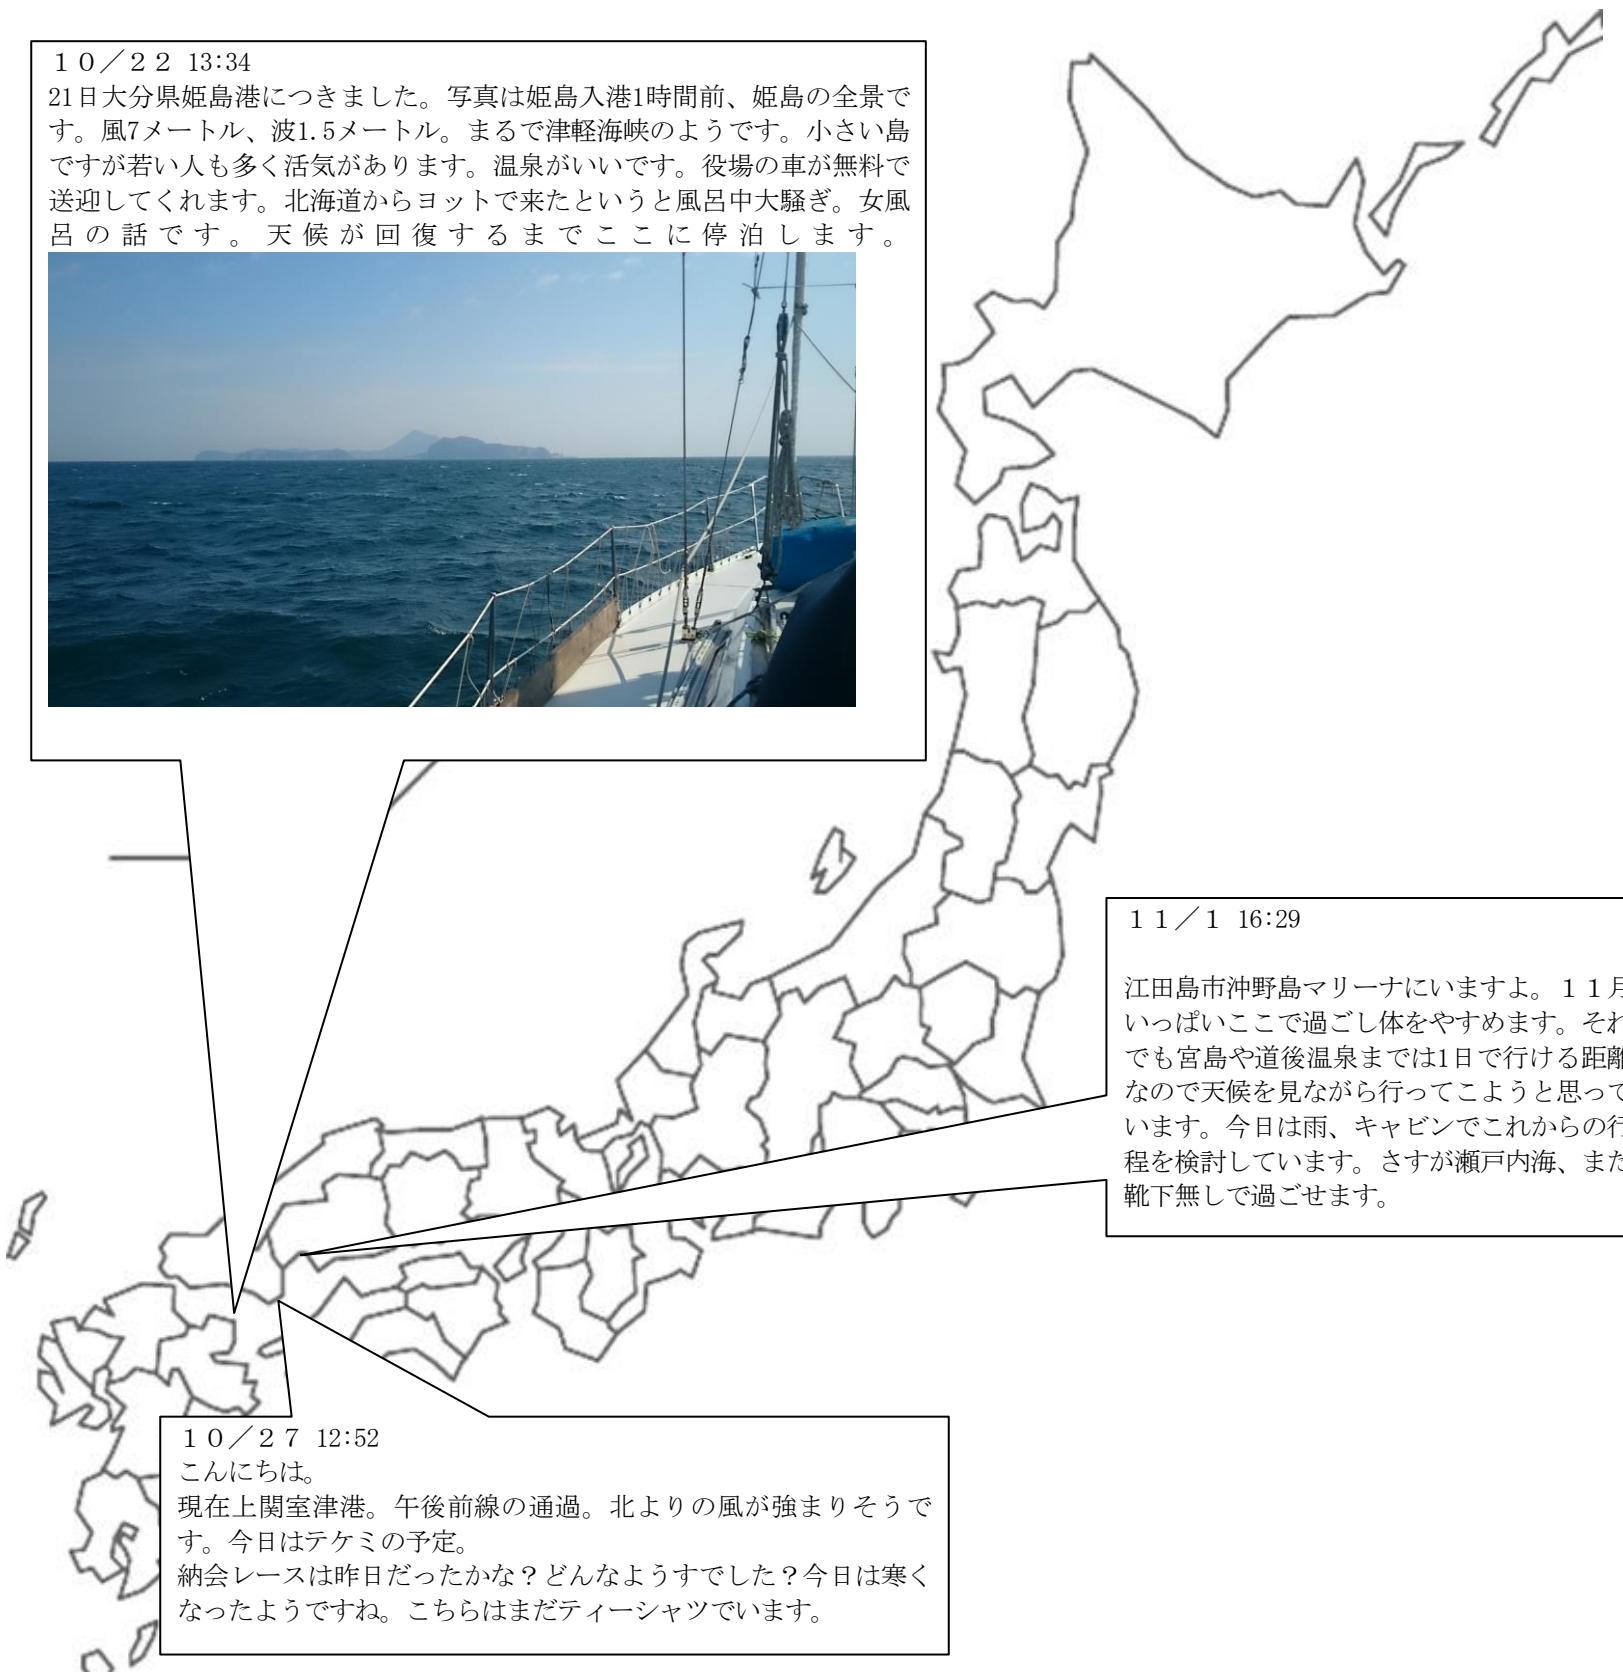 １０／２２ 13:34
21日大分県姫島港につきました。写真は姫島入港1時間前、姫島の全景で
す。風7メートル、波1.5メートル。まるで津軽海峡のようです。小さい島
ですが若い人も多く活気があります。温泉がいいです。役場の車が無料で
送迎してくれます。北海道からヨットで来たというと風呂中大騒ぎ。女風
呂の話です。天候が回復するまでここに停泊します。
１１／１ 16:29
江田島市沖野島マリーナにいますよ。１１月
いっぱいここで過ごし体をやすめます。それ
でも宮島や道後温泉までは1日で行ける距離
なので天候を見ながら行ってこようと思って
います。今日は雨、キャビンでこれからの行
程を検討しています。さすが瀬戸内海、まだ
靴下無しで過ごせます。
１０／２７ 12:52
こんにちは。
現在上関室津港。午後前線の通過。北よりの風が強まりそうで
す。今日はテケミの予定。
納会レースは昨日だったかな？どんなようすでした？今日は寒く
なったようですね。こちらはまだティーシャツでいます。